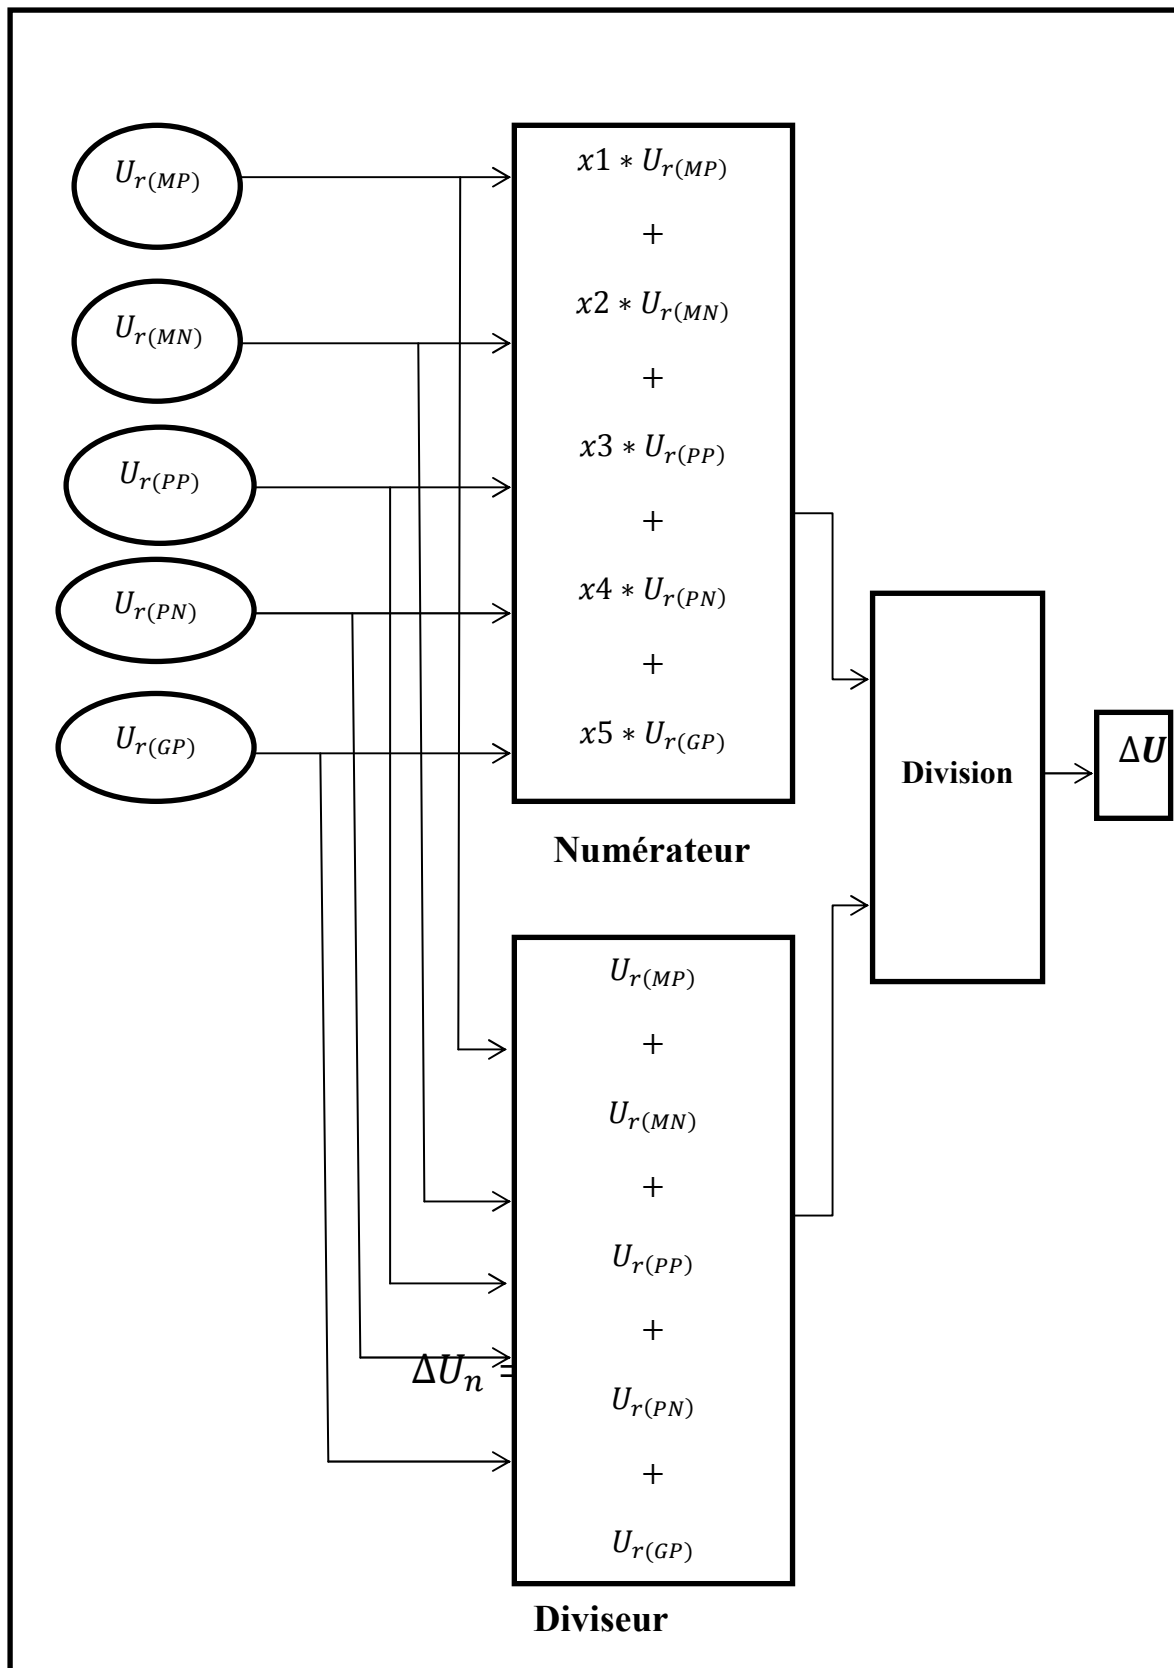 U_{r(MP)}
U_{r(MN)}
U_{r(PP)}
U_{r(PN)}
U_{r(GP)}
x1 ∗ U_{r(MP)}
+
x2 ∗ U_{r(MN)}
+
x3 ∗ U_{r(PP)}
+
x4 ∗ U_{r(PN)}
+
x5 ∗ U_{r(GP)}
Numérateur
U_{r(MP)}
+
U_{r(MN)}
+
U_{r(PP)}
+
U_{r(PN)}
+
U_{r(GP)}
Diviseur
ΔU_n =
Division
ΔU